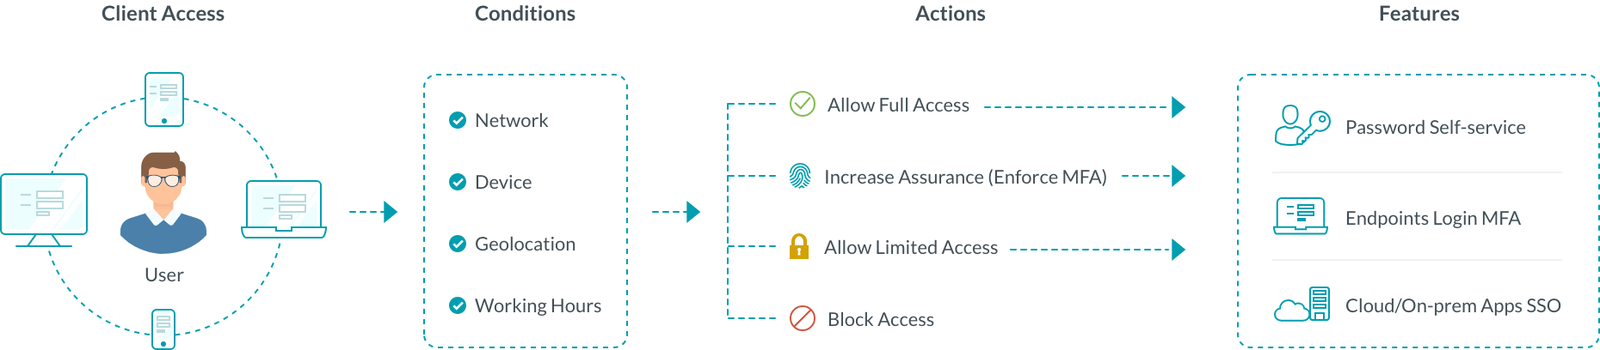 Client Access
Conditions
Actions
Features
User
Network
Device
Geolocation
Working Hours
Allow Full Access
Increase Assurance (Enforce MFA)
Allow Limited Access
Block Access
Password Self-service
Endpoints Login MFA
Cloud/On-prem Apps SSO